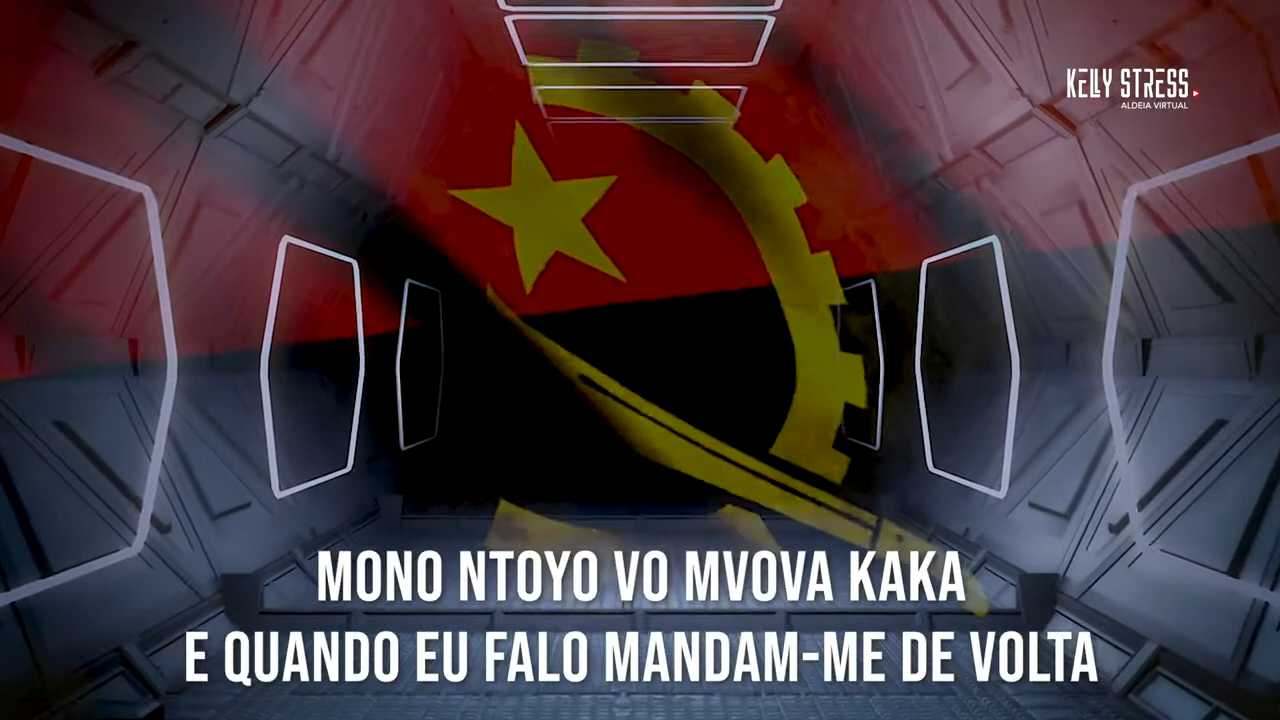 KELLY STRESS
ALDEIA VIRTUAL
MONO NTOYO VO MVOVA KAKA
E QUANDO EU FALO MANDAM-ME DE VOLTA